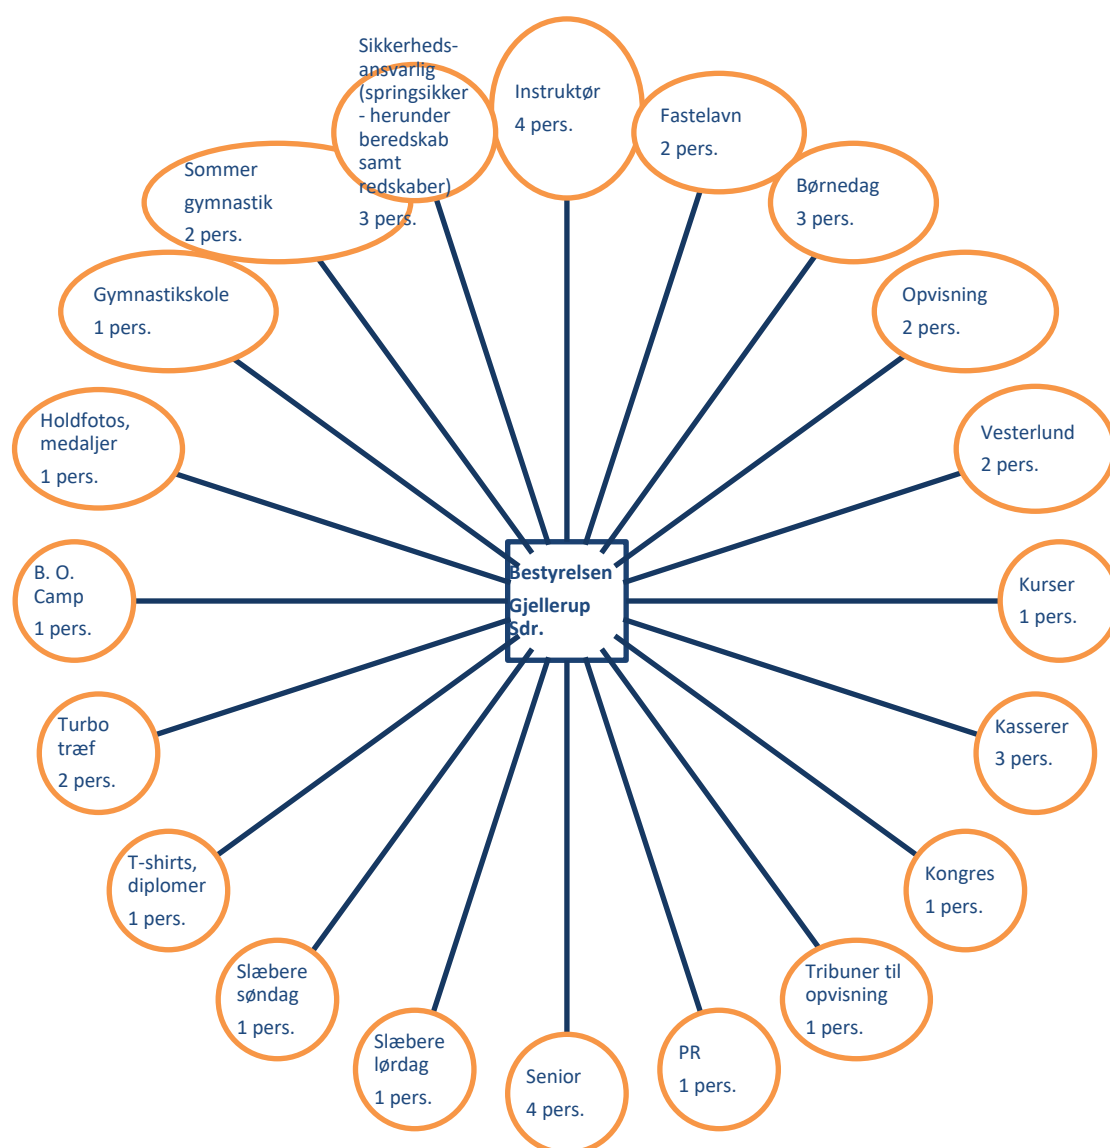 Sikkerheds-
ansvarlig
(springsikker
- herunder
beredskab
samt
redskaber)
3 pers.
Instruktør
4 pers.
Fastelavn
2 pers.
Børnedag
3 pers.
Opvisning
2 pers.
Vesterlund
2 pers.
Kurser
1 pers.
Kasserer
3 pers.
Kongres
1 pers.
Tribuner til
opvisning
1 pers.
PR
1 pers.
Senior
4 pers.
Slæbere
lørdag
1 pers.
Slæbere
søndag
1 pers.
T-shirts,
diplomer
1 pers.
Turbo
træf
2 pers.
B. O.
Camp
1 pers.
Holdfotos,
medaljer
1 pers.
Gymnastikskole
1 pers.
Sommer
gymnastik
2 pers.
Bestyrelsen
Gjellerup
Sdr.